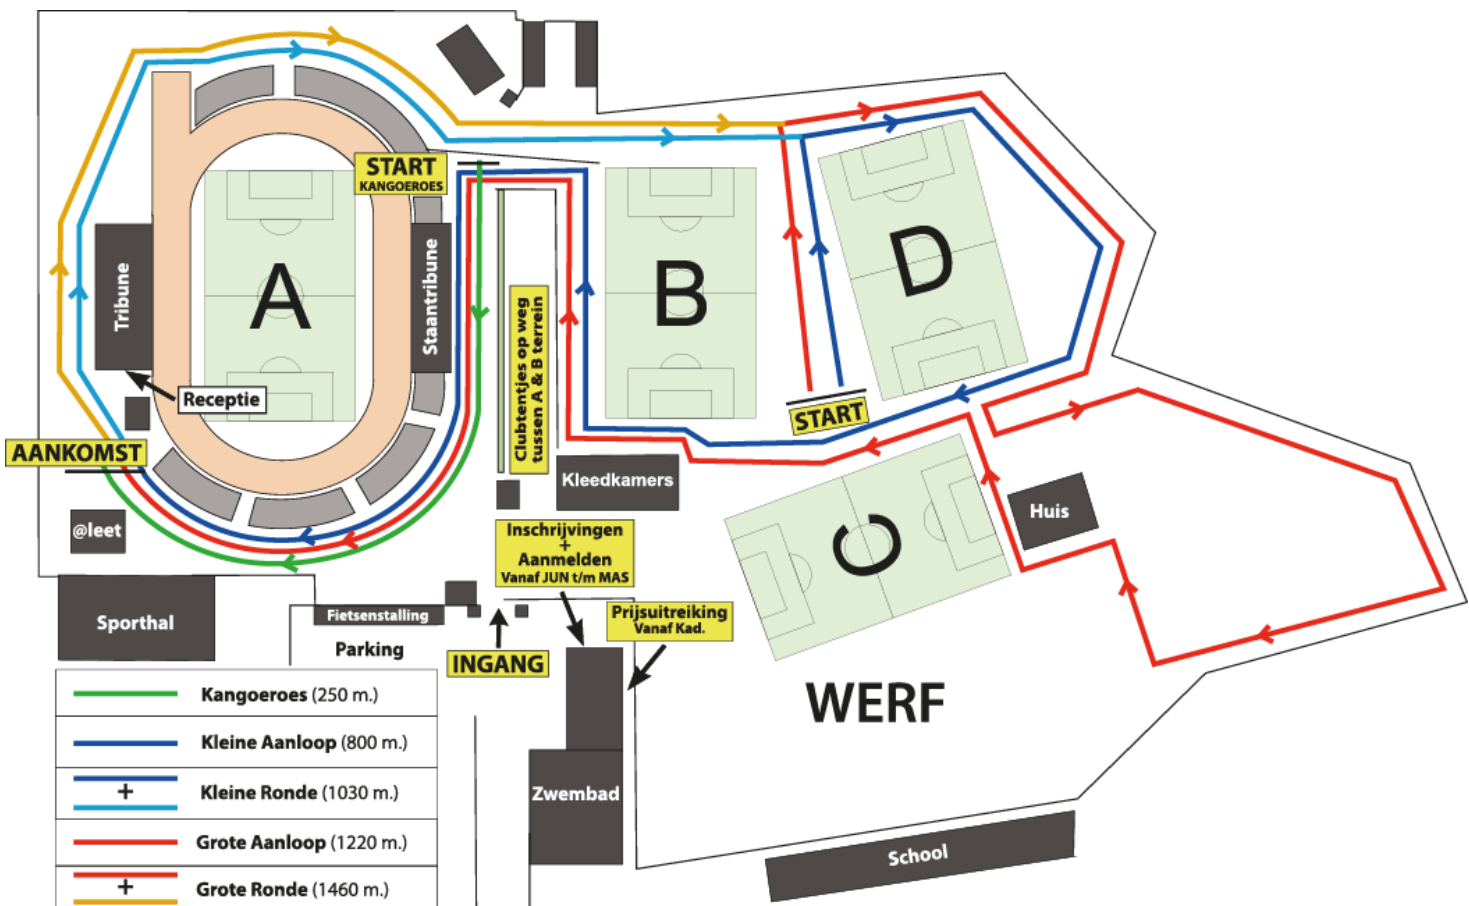 START
KANGOEROES
A
B
D
C
Tribune
Staantribune
Clubtentjes op weg
tussen A & B terrein
Receptie
START
AANKOMST
Kleedkamers
@leet
Huis
Inschrijvingen
+
Aanmelden
Vanaf JUN t/m MAS
Sporthal
Fietsenstalling
Prijsuitreiking
Vanaf Kad.
Parking
INGANG
WERF
Zwembad
School
Kangoeroes (250 m.)
Kleine Aanloop (800 m.)
+ Kleine Ronde (1030 m.)
Grote Aanloop (1220 m.)
+ Grote Ronde (1460 m.)